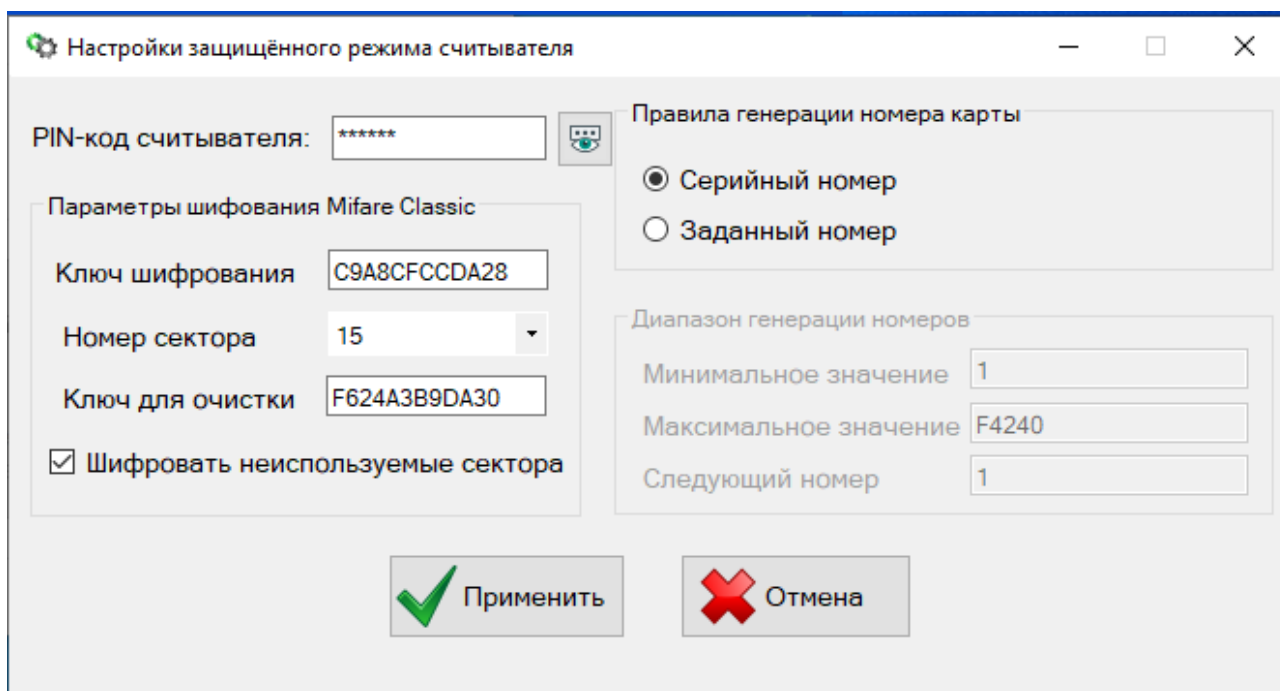 Настройки защищённого режима считывателя
PIN-код считывателя:
******
Параметры шифования Mifare Classic
Ключ шифрования
C9A8CFCCDA28
Номер сектора
15
Ключ для очистки
F624A3B9DA30
Шифровать неиспользуемые сектора
Правила генерации номера карты
Серийный номер
Заданный номер
Диапазон генерации номеров
Минимальное значение
1
Максимальное значение
F4240
Следующий номер
1
Применить
Отмена